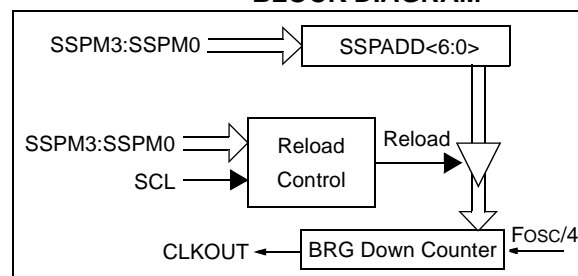 BLOCK DIAGRAM
SSPM3:SSPM0
SSPADD<6:0>
SSPM3:SSPM0
SCL
Reload
Control
Reload
CLKOUT
BRG Down Counter
FOSC/4